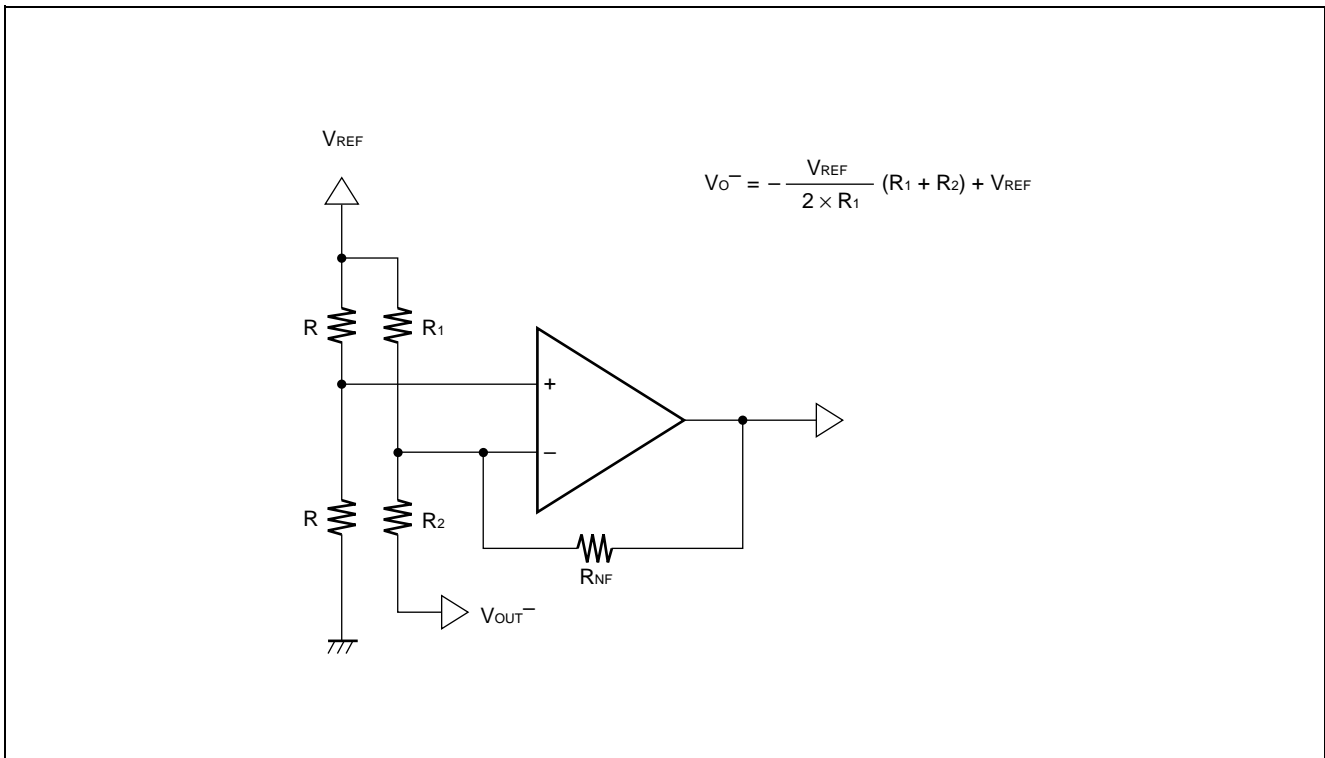 VREF
VO– = – VREF / 2 × R1 (R1 + R2) + VREF
R
R1
+
–
R
R2
RNF
VOUT–